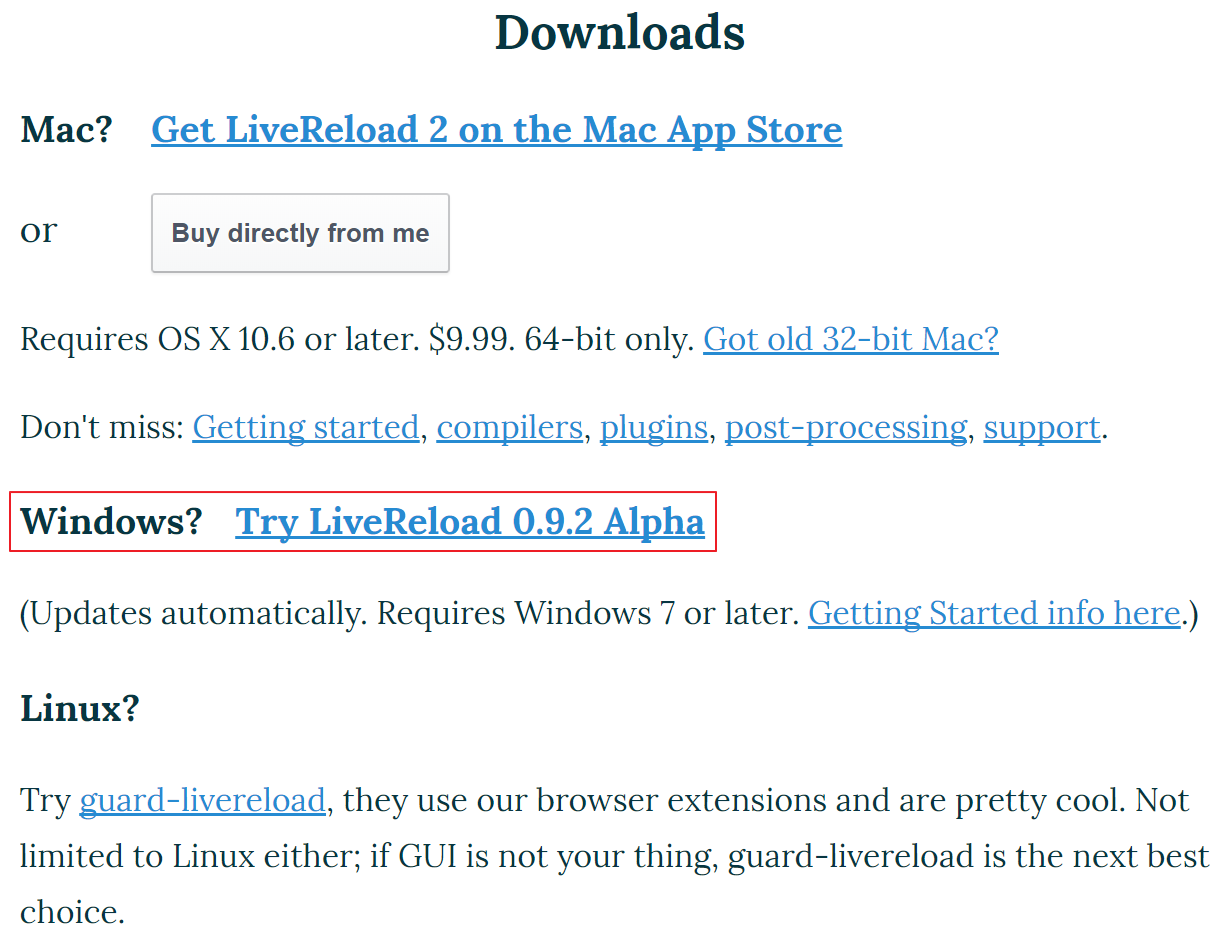 Downloads
Mac? Get LiveReload 2 on the Mac App Store
or Buy directly from me
Requires OS X 10.6 or later. $9.99. 64-bit only. Got old 32-bit Mac?
Don't miss: Getting started, compilers, plugins, post-processing, support.
Windows? Try LiveReload 0.9.2 Alpha
(Updates automatically. Requires Windows 7 or later. Getting Started info here.)
Linux?
Try guard-livereload, they use our browser extensions and are pretty cool. Not
limited to Linux either; if GUI is not your thing, guard-livereload is the next best
choice.